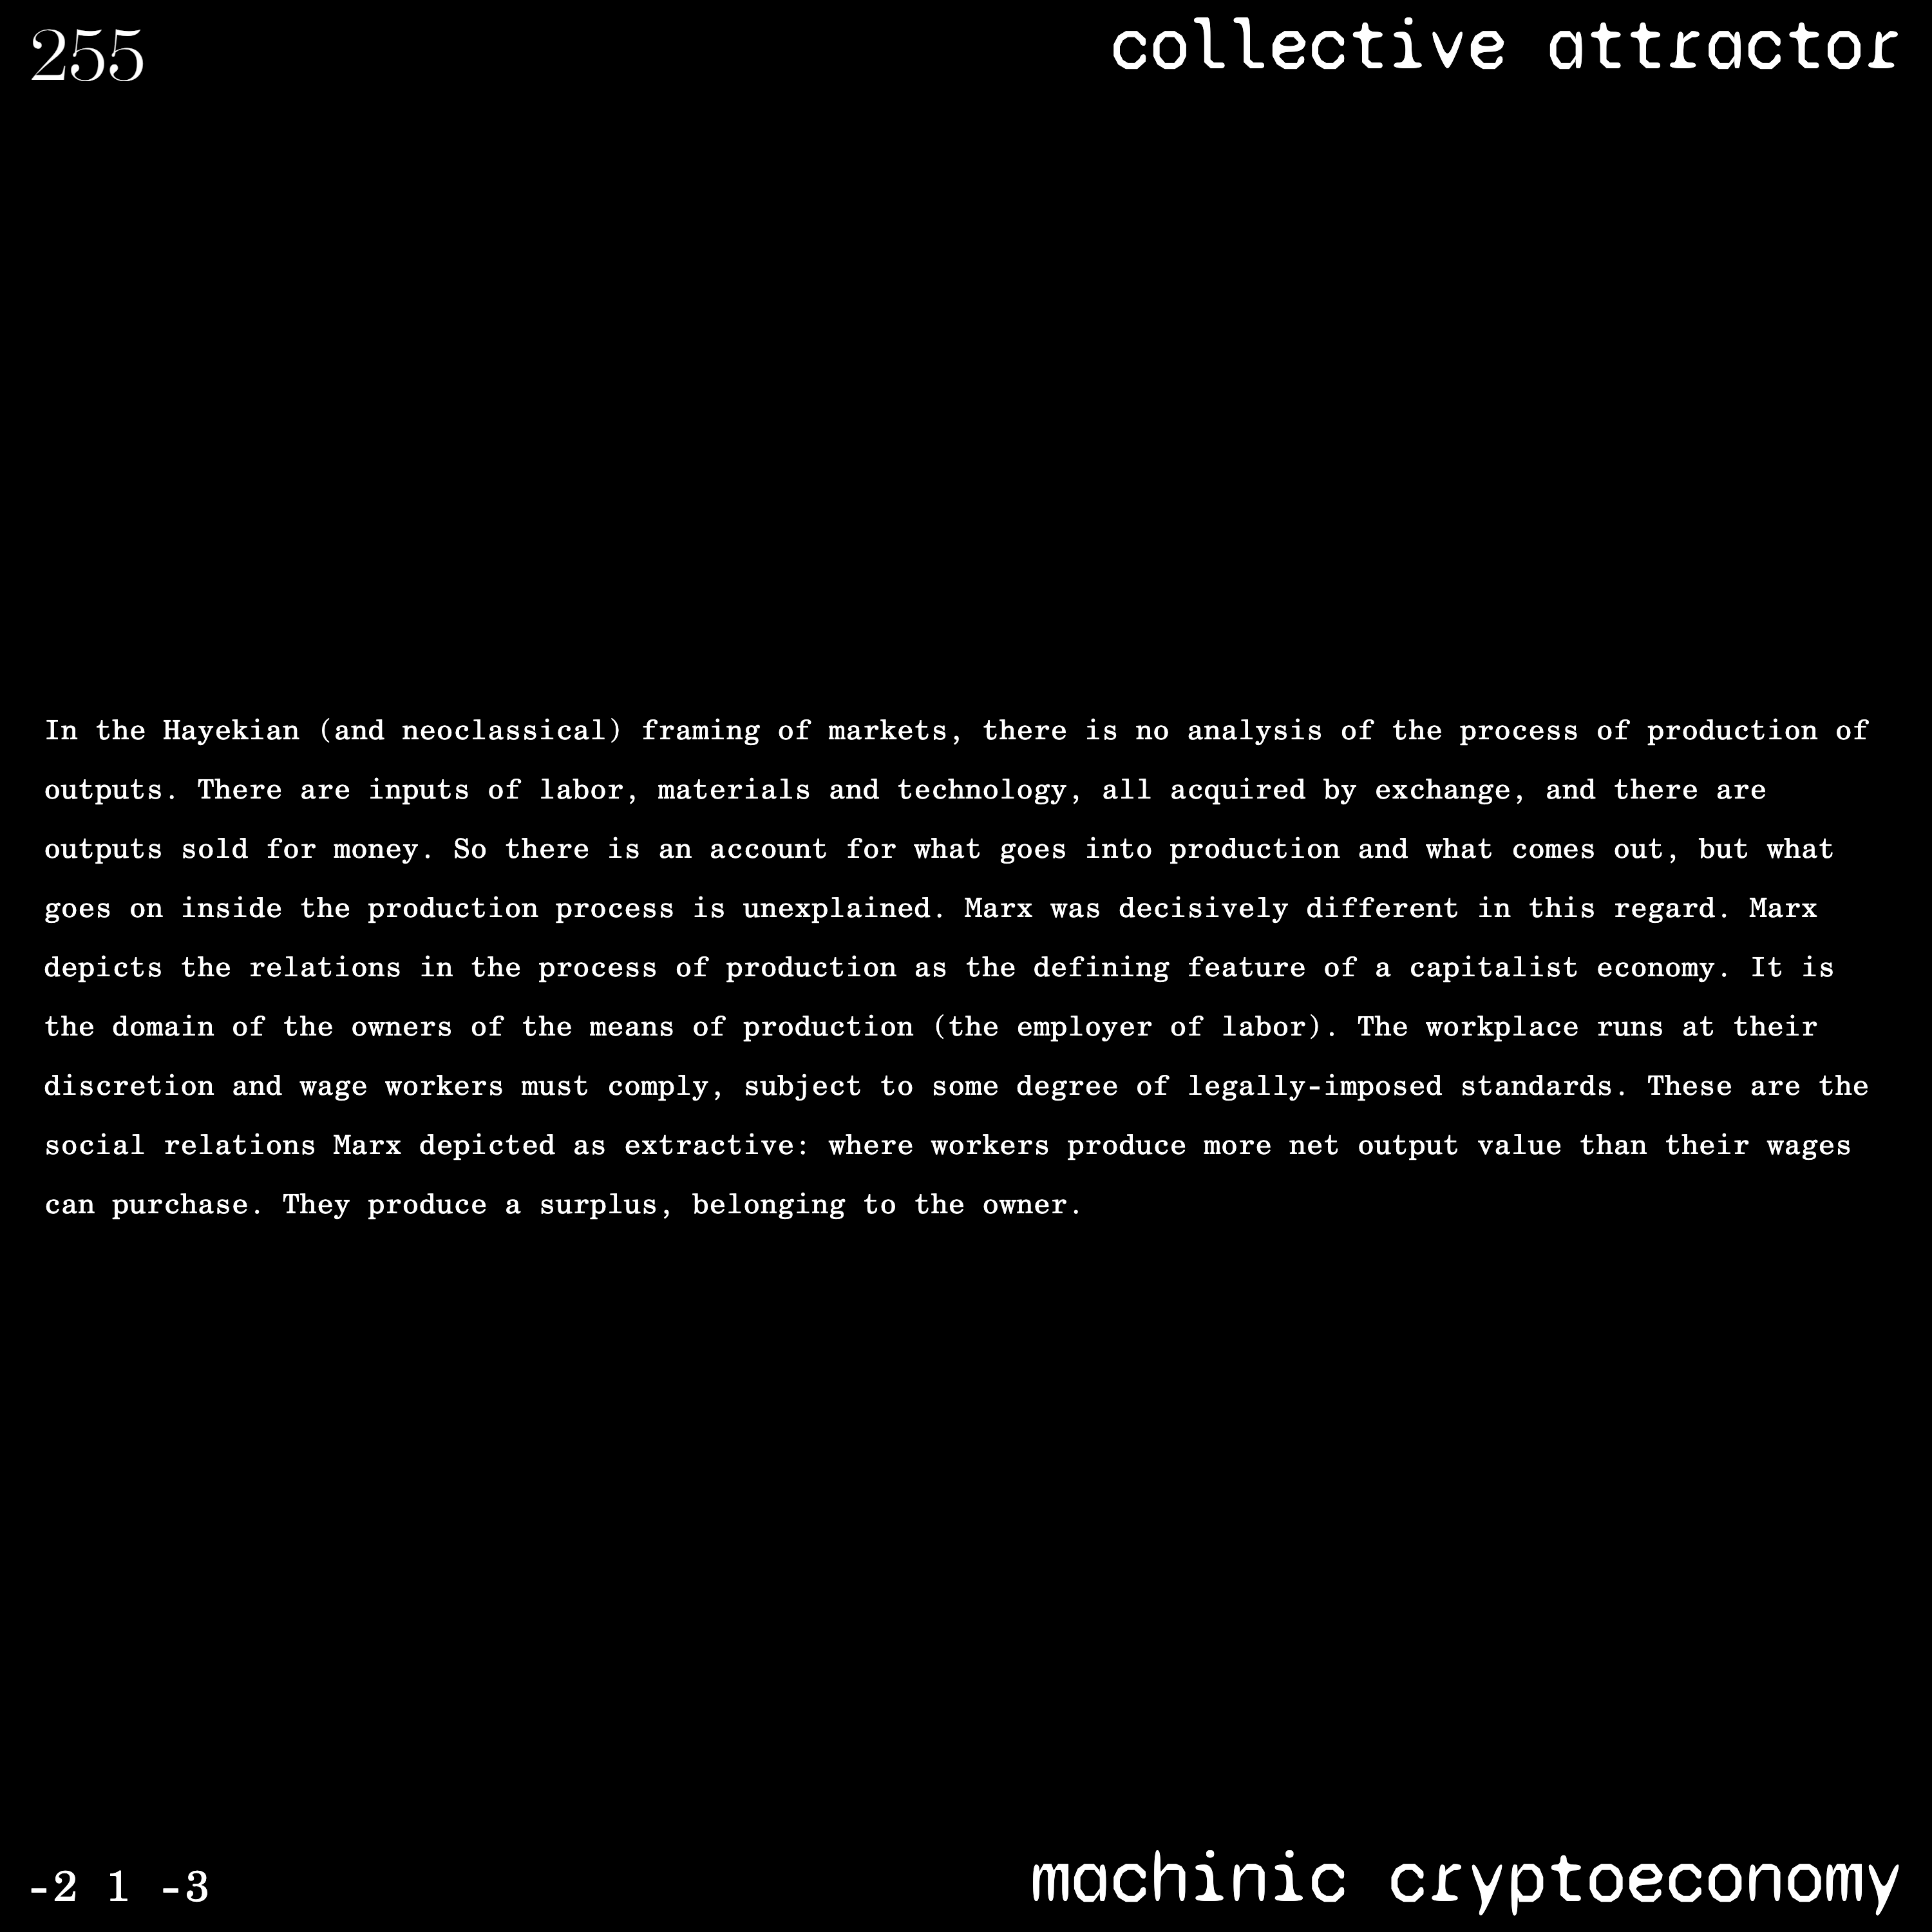 255
collective attractor
In the Hayekian (and neoclassical) framing of markets, there is no analysis of the process of production of
outputs. There are inputs of labor, materials and technology, all acquired by exchange, and there are
outputs sold for money. So there is an account for what goes into production and what comes out, but what
goes on inside the production process is unexplained. Marx was decisively different in this regard. Marx
depicts the relations in the process of production as the defining feature of a capitalist economy. It is
the domain of the owners of the means of production (the employer of labor). The workplace runs at their
discretion and wage workers must comply, subject to some degree of legally-imposed standards. These are the
social relations Marx depicted as extractive: where workers produce more net output value than their wages
can purchase. They produce a surplus, belonging to the owner.
-2 1 -3
machinic cryptoeconomy